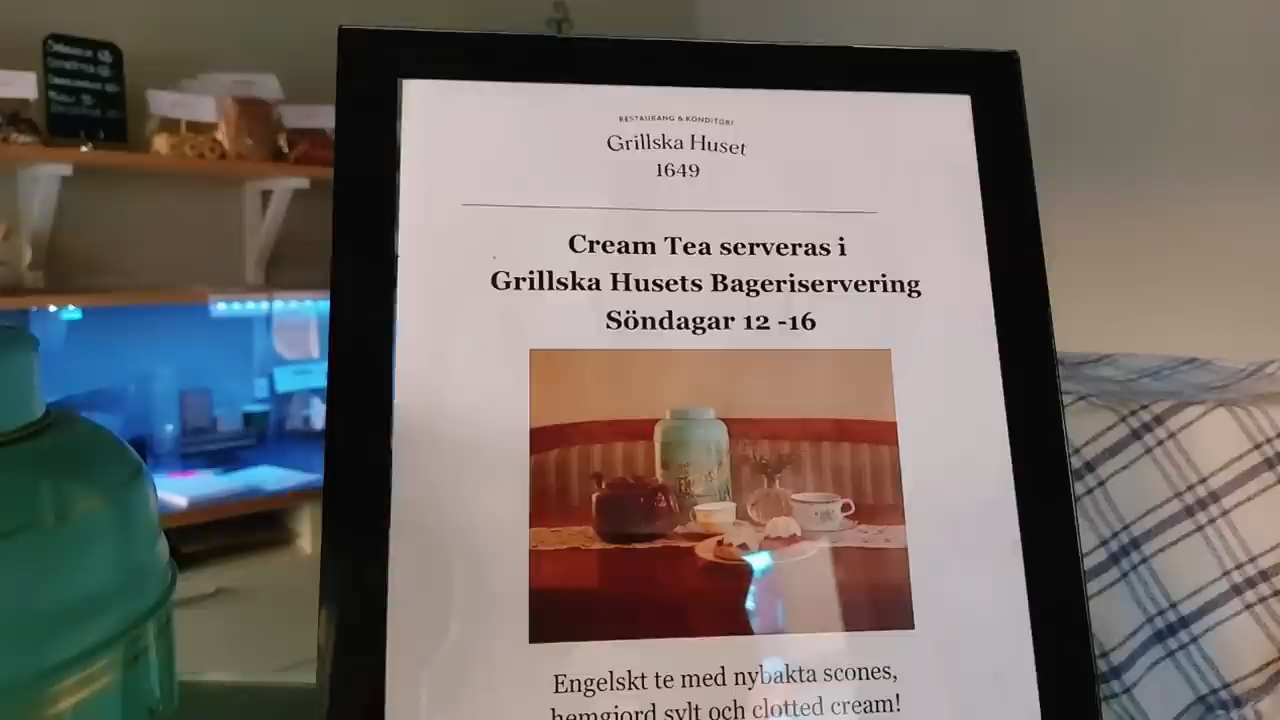 RESTAURANG & KONDITORI
Grillska Huset
1649
Cream Tea serveras i
Grillska Husets Bageriservering
Söndagar 12 -16
Engelskt te med nybakta scones,
hemgjord sylt och clotted cream!